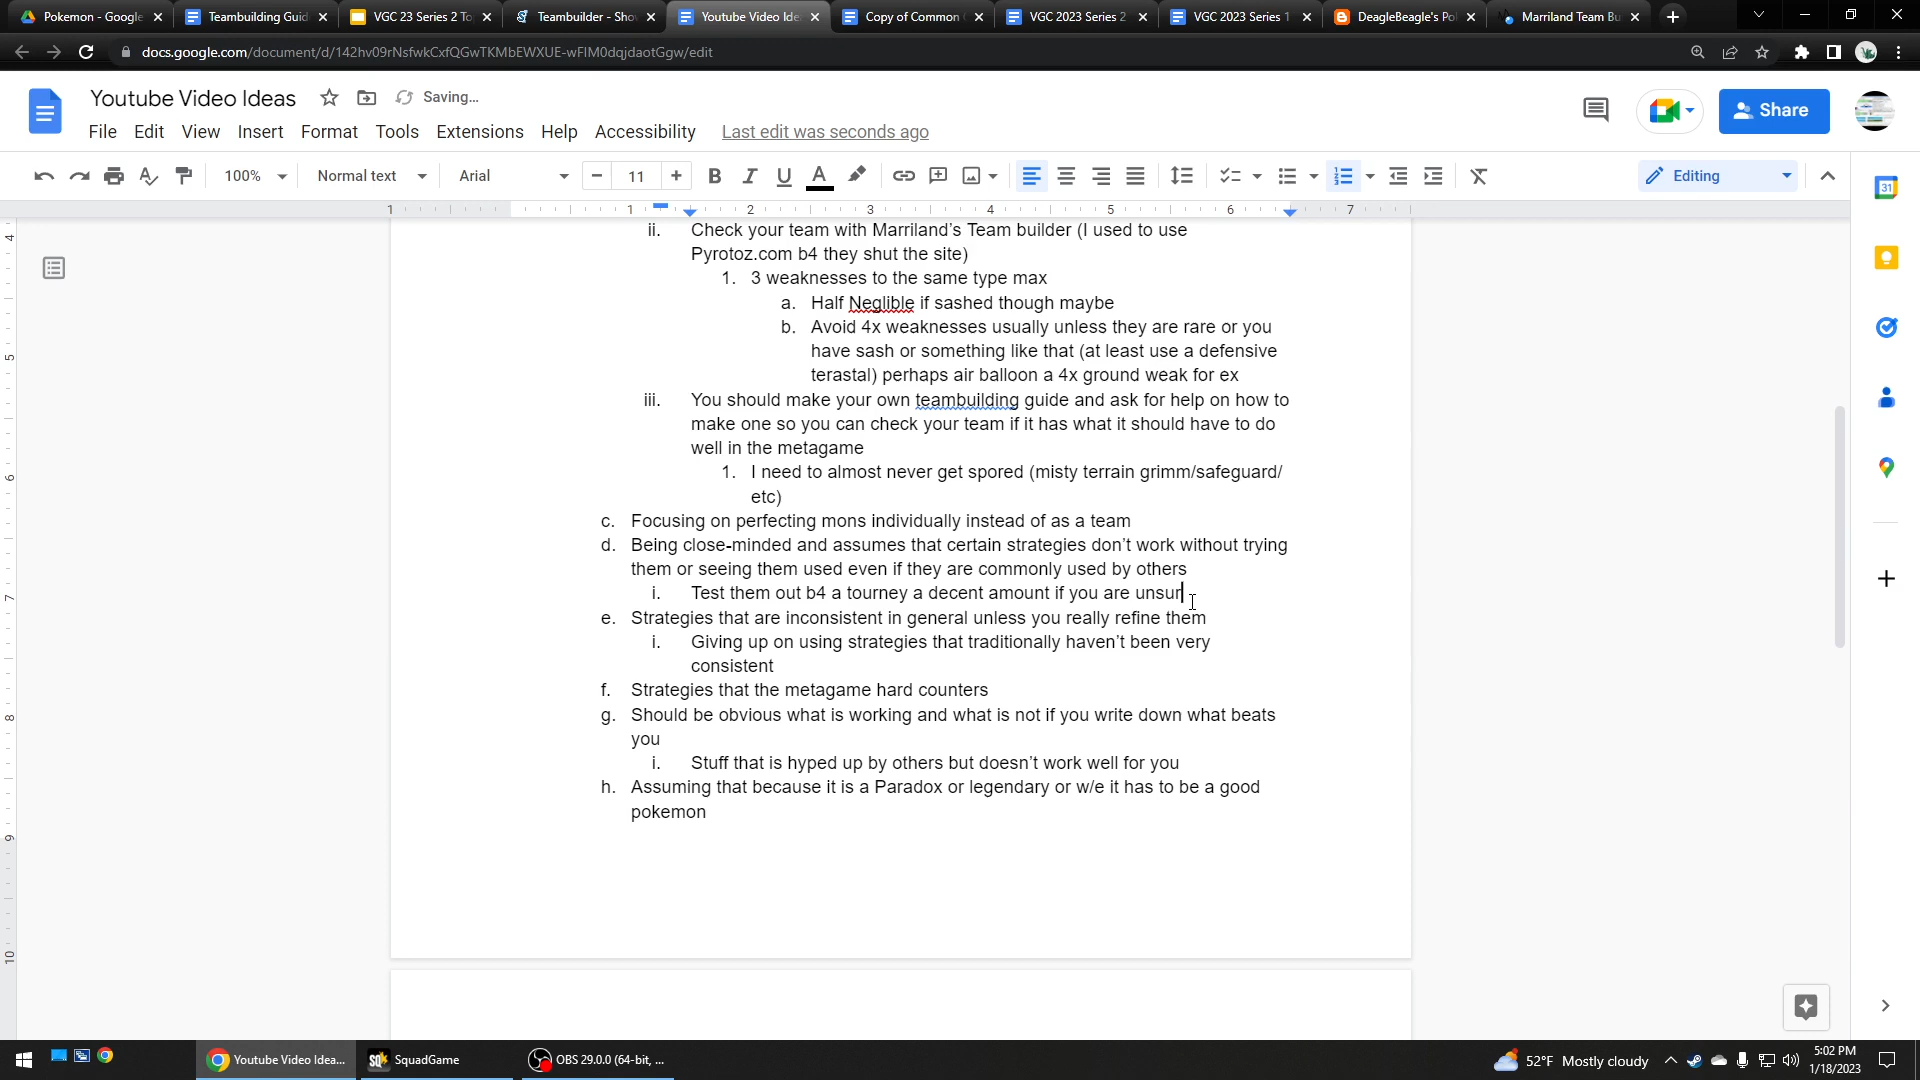 Pokemon - Google
Teambuilding Guid
VGC 23 Series 2 To
Teambuilder - Sho
Youtube Video Ide
Copy of Common
VGC 2023 Series 2
VGC 2023 Series 1
DeagleBeagle's Po
Marriland Team Bu
docs.google.com/document/d/142hv09rNsfwkCxfQGwTKMbEWXUE-wFIM0dqjdaotGgw/edit
Youtube Video Ideas
Saving...
Share
File Edit View Insert Format Tools Extensions Help Accessibility Last edit was seconds ago
100% Normal text Arial 11 Editing
1 1 2 3 4 5 6 7
ii. Check your team with Marriland's Team builder (I used to use
Pyrotoz.com b4 they shut the site)
1. 3 weaknesses to the same type max
a. Half Neglible if sashed though maybe
b. Avoid 4x weaknesses usually unless they are rare or you
have sash or something like that (at least use a defensive
terastal) perhaps air balloon a 4x ground weak for ex
iii. You should make your own teambuilding guide and ask for help on how to
make one so you can check your team if it has what it should have to do
well in the metagame
1. I need to almost never get spored (misty terrain grimm/safeguard/
etc)
c. Focusing on perfecting mons individually instead of as a team
d. Being close-minded and assumes that certain strategies don't work without trying
them or seeing them used even if they are commonly used by others
i. Test them out b4 a tourney a decent amount if you are unsur
e. Strategies that are inconsistent in general unless you really refine them
i. Giving up on using strategies that traditionally haven't been very
consistent
f. Strategies that the metagame hard counters
g. Should be obvious what is working and what is not if you write down what beats
you
i. Stuff that is hyped up by others but doesn't work well for you
h. Assuming that because it is a Paradox or legendary or w/e it has to be a good
pokemon
4
5
6
7
8
9
10
31
Youtube Video Idea...
SquadGame
OBS 29.0.0 (64-bit, ...
52°F Mostly cloudy
5:02 PM
1/18/2023